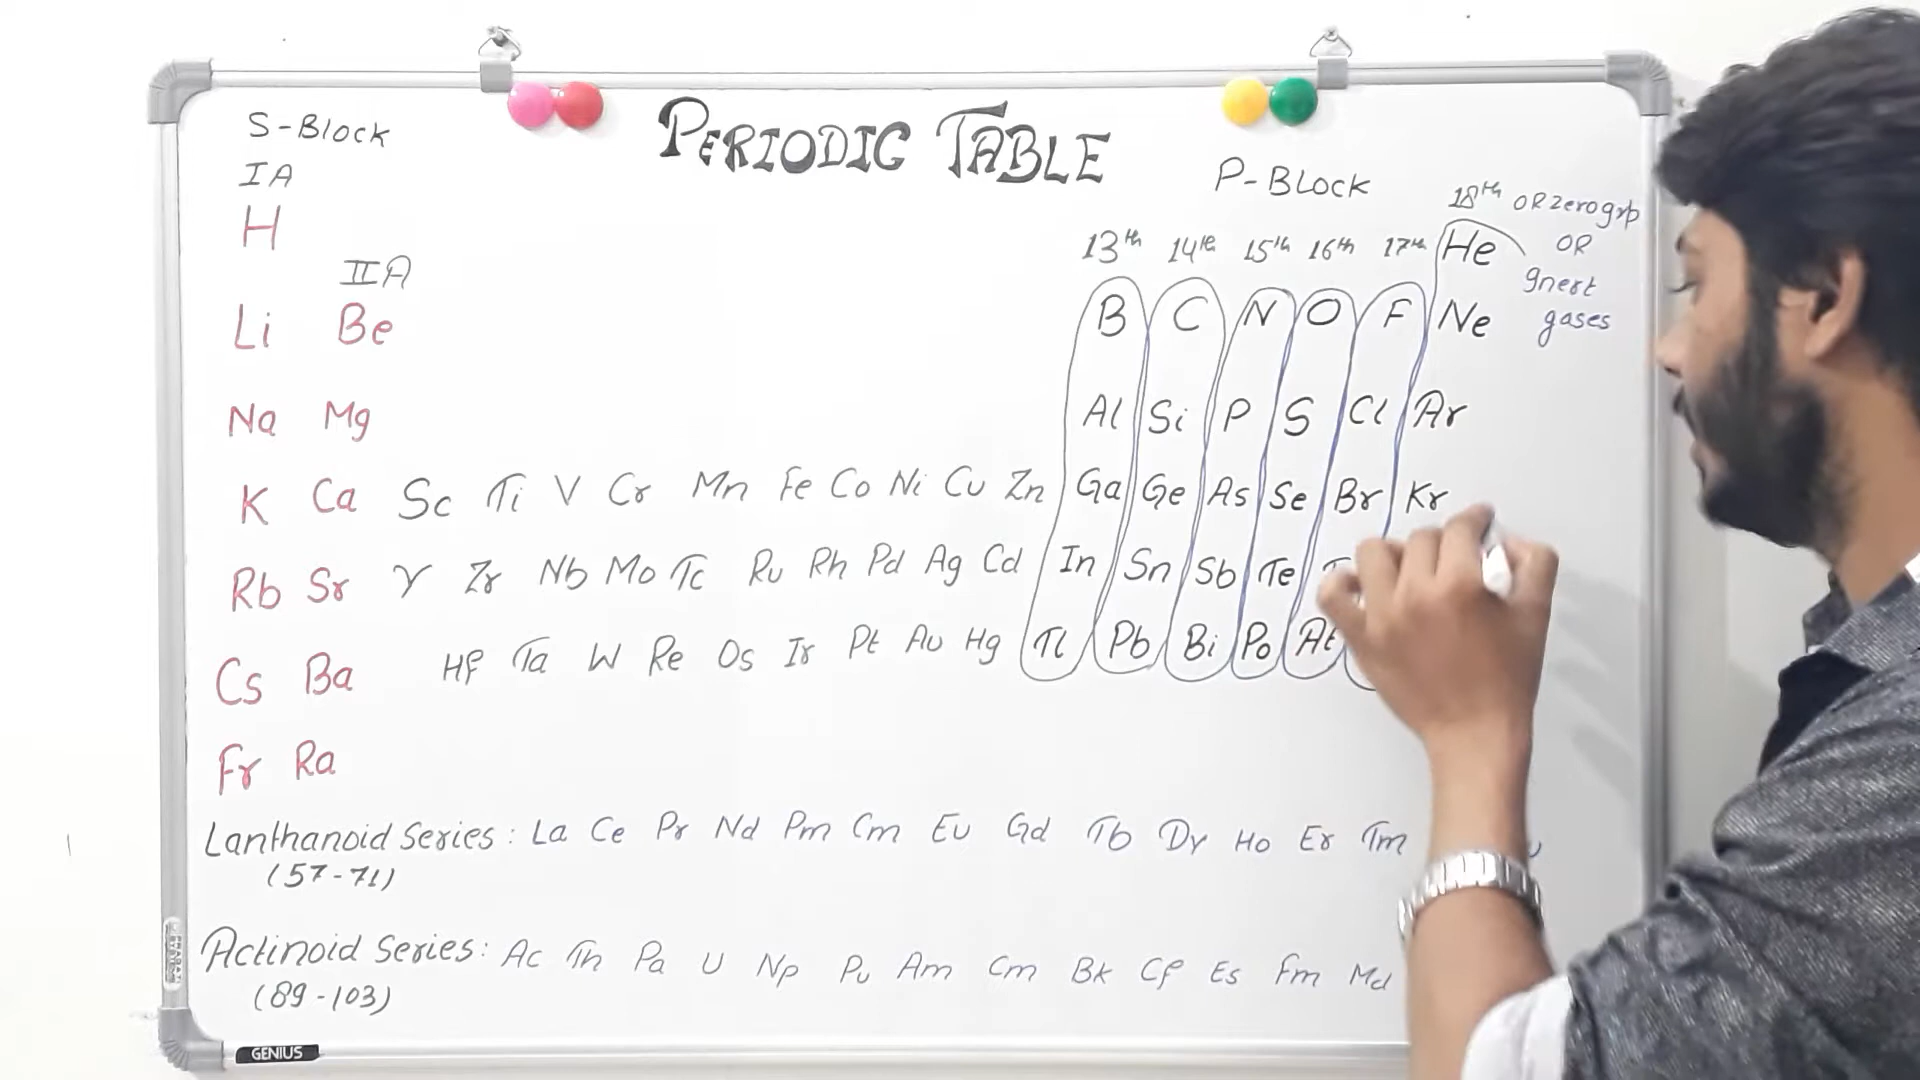 PERIODIC TABLE
S-Block
P-BLock
IA
18th OR zero grp
OR
gnert
gases
H
13th 14th 15th 16th 17th He
IIA
Li Be B C N O F Ne
Na Mg Al Si P S Cl Ar
K Ca Sc Ti V Cr Mn Fe Co Ni Cu Zn Ga Ge As Se Br Kr
Rb Sr Y Zr Nb Mo Tc Ru Rh Pd Ag Cd In Sn Sb Te
Cs Ba Hf Ta W Re Os Ir Pt Au Hg Tl Pb Bi Po At
Fr Ra
Lanthanoid Series: La Ce Pr Nd Pm Cm Eu Gd Tb Dy Ho Er Tm
(57-71)
Actinoid Series: Ac Th Pa U Np Pu Am Cm Bk Cf Es Fm Md
(89-103)
GENIUS